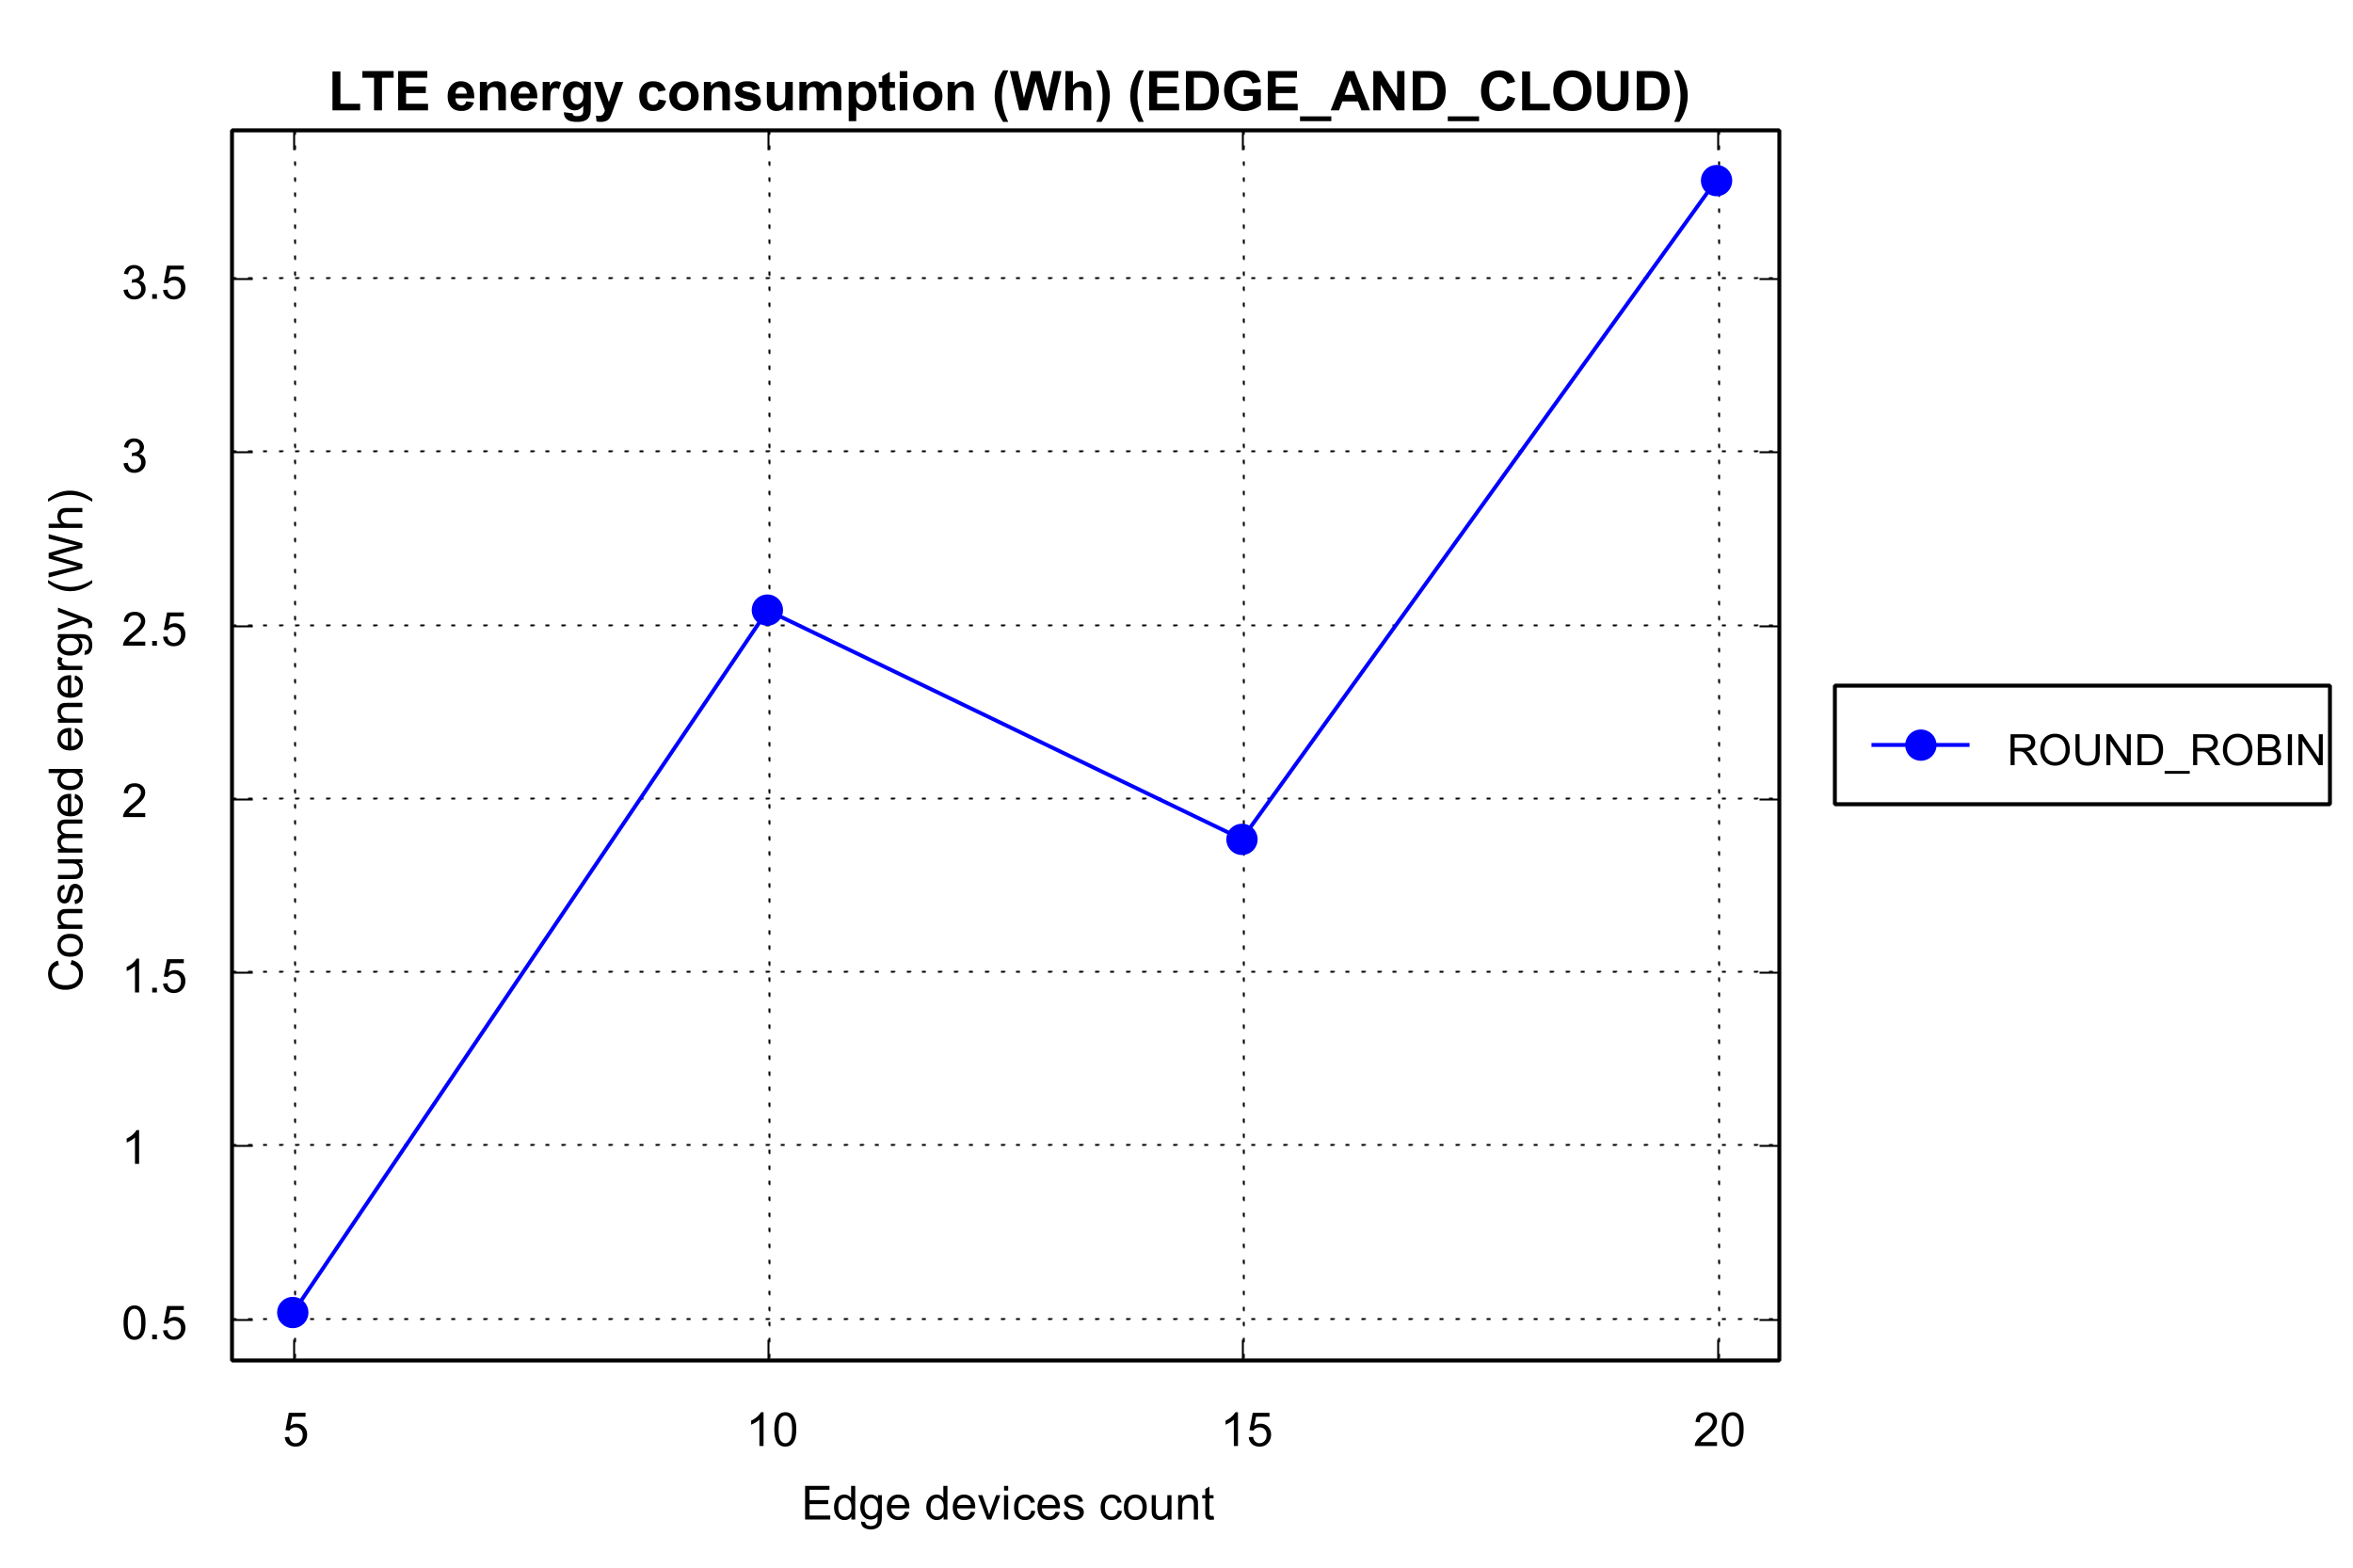 LTE energy consumption (Wh) (EDGE_AND_CLOUD)
Consumed energy (Wh)
3.5
3
2.5
2
1.5
1
0.5
5 10 15 20
Edge devices count
ROUND_ROBIN